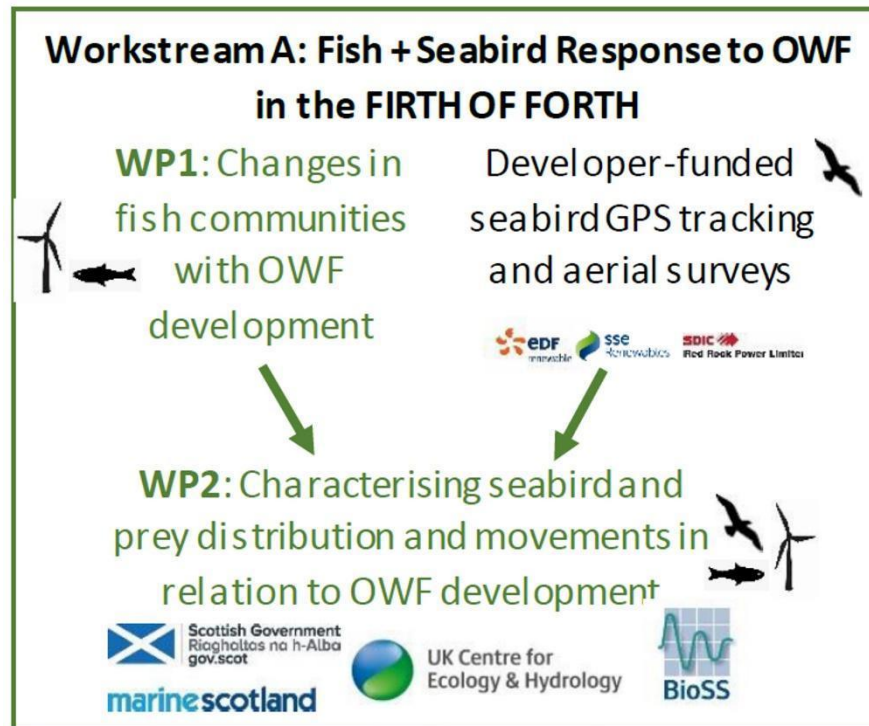 Workstream A: Fish + Seabird Response to OWF
in the FIRTH OF FORTH
WP1: Changes in
fish communities
with OWF
development
Developer-funded
seabird GPS tracking
and aerial surveys
eDF
renewable
sse
Renewables
SDIC
Red Rock Power Limiter
WP2: Characterising seabird and
prey distribution and movements in
relation to OWF development
Scottish Government
Riaghaltas na h-Alba
gov.scot
marinescotland
UK Centre for
Ecology & Hydrology
BioSS